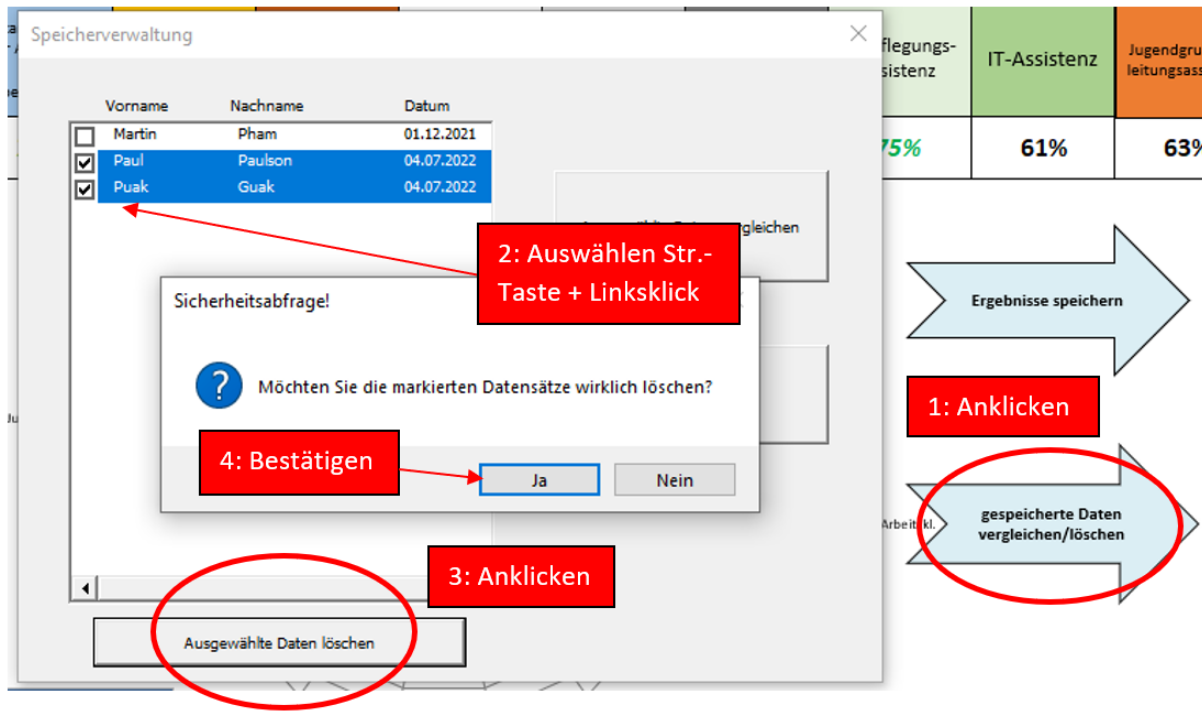 Speicherverwaltung
Vorname Nachname Datum
Martin Pham 01.12.2021
Paul Paulson 04.07.2022
Puak Guak 04.07.2022
2: Auswählen Str.-
Taste + Linksklick
Sicherheitsabfrage!
Möchten Sie die markierten Datensätze wirklich löschen?
4: Bestätigen
Ja Nein
3: Anklicken
Ausgewählte Daten löschen
IT-Assistenz
75% 61% 63%
Ergebnisse speichern
1: Anklicken
gespeicherte Daten
vergleichen/löschen